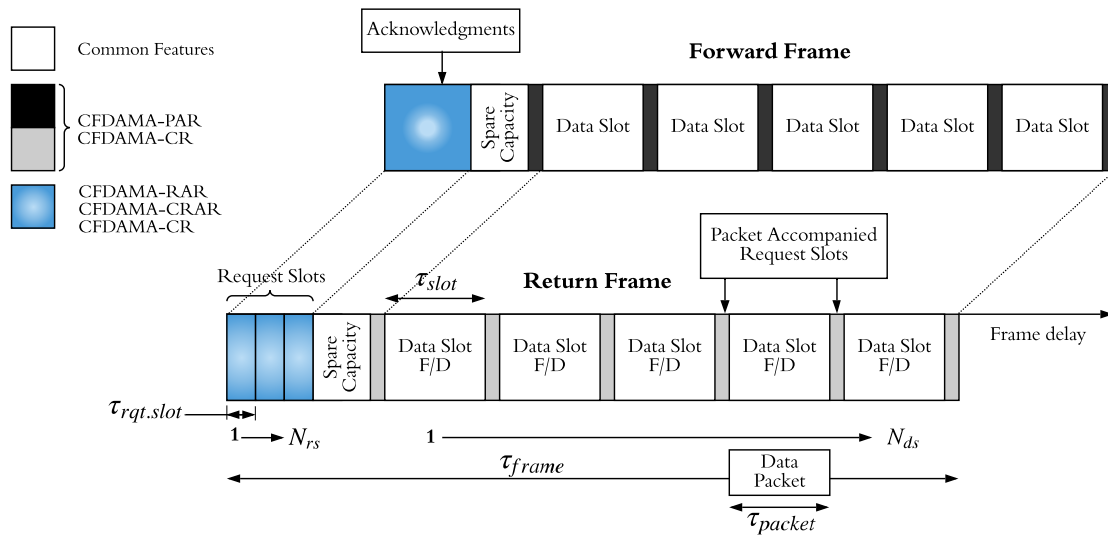 Acknowledgments
Forward Frame
Common Features
CFDAMA-PAR
CFDAMA-CR
CFDAMA-RAR
CFDAMA-CRAR
CFDAMA-CR
Spare
Capacity
Data Slot
Data Slot
Data Slot
Data Slot
Data Slot
Packet Accompanied
Request Slots
Request Slots
τslot
Return Frame
Frame delay
Spare
Capacity
Data Slot
F/D
Data Slot
F/D
Data Slot
F/D
Data Slot
F/D
Data Slot
F/D
τrqt.slot
1
Nrs
1
Nds
τframe
Data
Packet
τpacket